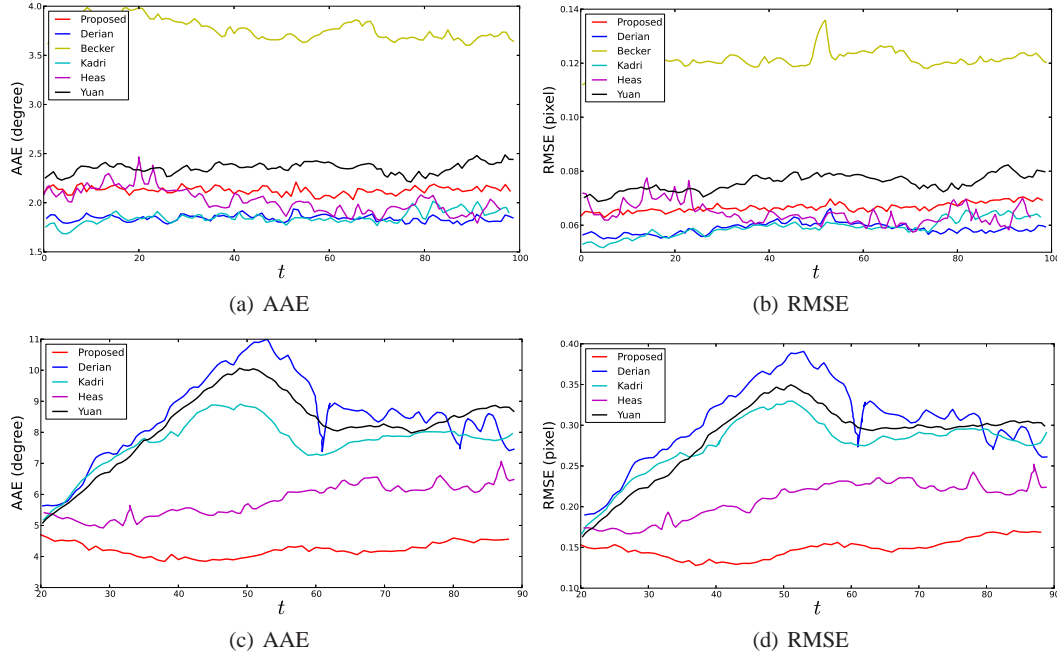 4.0
3.5
3.0
2.5
2.0
1.5
AAE (degree)
Proposed
Derian
Becker
Kadri
Heas
Yuan
0 20 40 60 80 100
t
(a) AAE
0.14
0.12
0.10
0.08
0.06
RMSE (pixel)
Proposed
Derian
Becker
Kadri
Heas
Yuan
0 20 40 60 80 100
t
(b) RMSE
11
10
9
8
7
6
5
4
3
AAE (degree)
Proposed
Derian
Kadri
Heas
Yuan
20 30 40 50 60 70 80 90
t
(c) AAE
0.40
0.35
0.30
0.25
0.20
0.15
0.10
RMSE (pixel)
Proposed
Derian
Kadri
Heas
Yuan
20 30 40 50 60 70 80 90
t
(d) RMSE